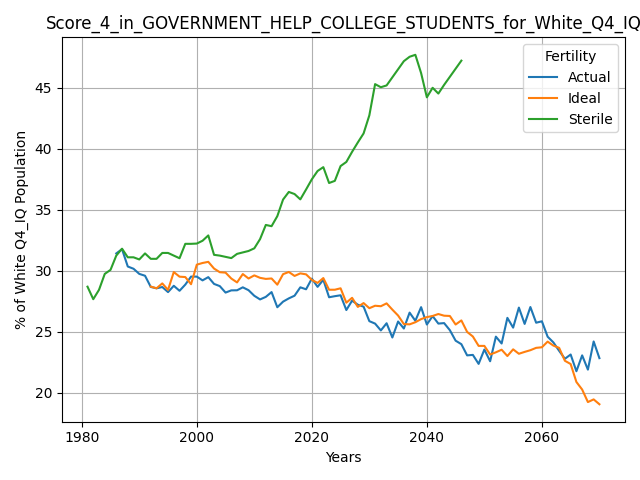 Score_4_in_GOVERNMENT_HELP_COLLEGE_STUDENTS_for_White_Q4_IQ
Fertility
Actual
Ideal
Sterile
% of White Q4_IQ Population
45
40
35
30
25
20
1980
2000
2020
2040
2060
Years